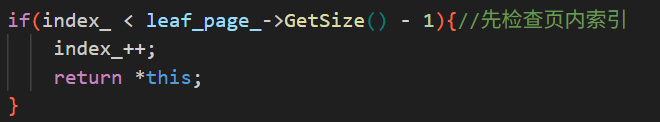 if(index_ < leaf_page_->GetSize() - 1){//先检查页内索引
index_++;
return *this;
}